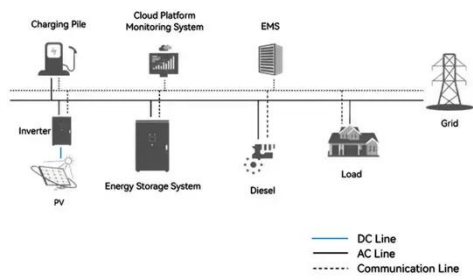 Charging Pile
Cloud Platform
Monitoring System
EMS
Grid
Inverter
PV
Energy Storage System
Diesel
Load
DC Line
AC Line
Communication Line